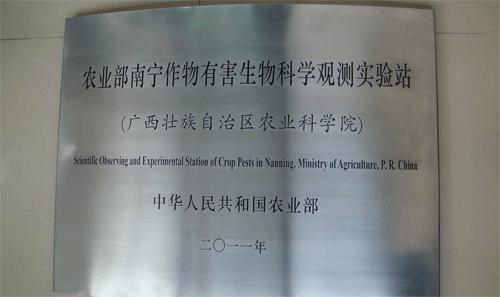 农业部南宁作物有害生物科学观测实验站
(广西壮族自治区农业科学院)
Scientific Observing and Experimental Station of Crop Pests in Nanning, Ministry of Agriculture, P. R. China
中华人民共和国农业部
二〇一一年